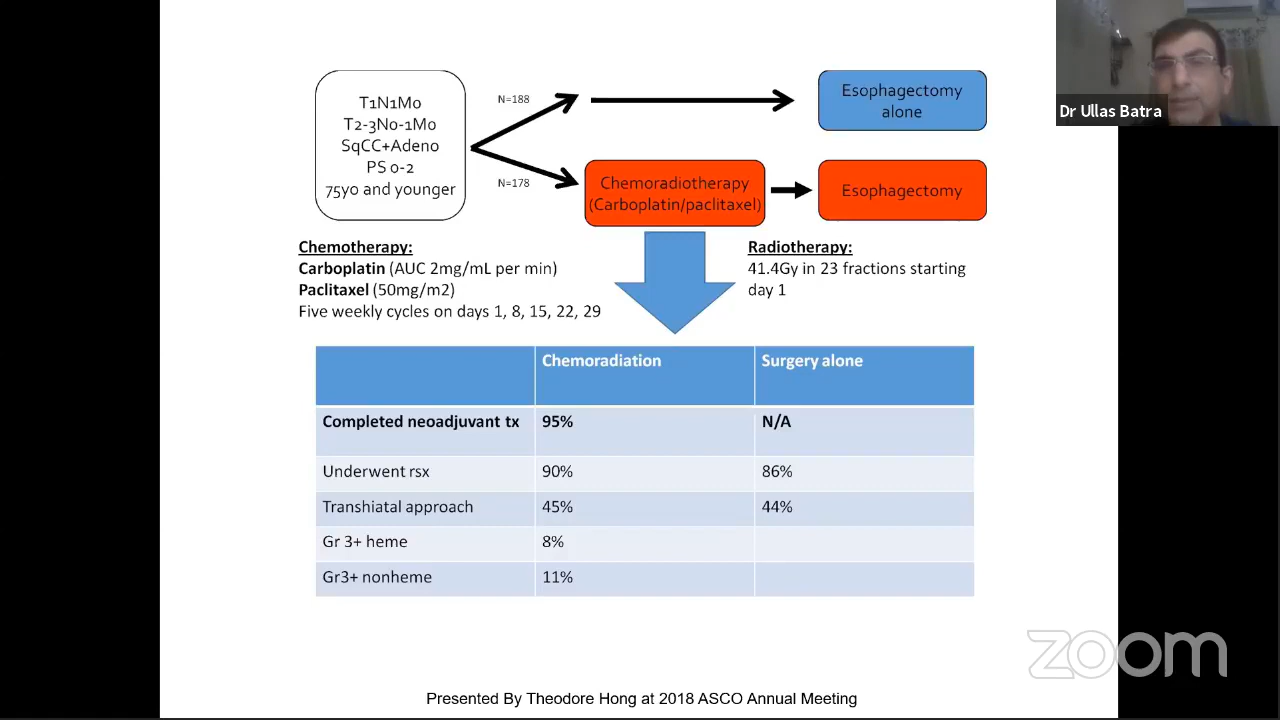 T1N1M0
T2-3N0-1M0
SqCC+Adeno
PS 0-2
75yo and younger
N=188
N=178
Esophagectomy
alone
Chemoradiotherapy
(Carboplatin/paclitaxel)
Esophagectomy
Dr Ullas Batra
Chemotherapy:
Carboplatin (AUC 2mg/mL per min)
Paclitaxel (50mg/m2)
Five weekly cycles on days 1, 8, 15, 22, 29
Radiotherapy:
41.4Gy in 23 fractions starting
day 1
Chemoradiation Surgery alone
Completed neoadjuvant tx 95% N/A
Underwent rsx 90% 86%
Transhiatal approach 45% 44%
Gr 3+ heme 8%
Gr3+ nonheme 11%
zoom
Presented By Theodore Hong at 2018 ASCO Annual Meeting